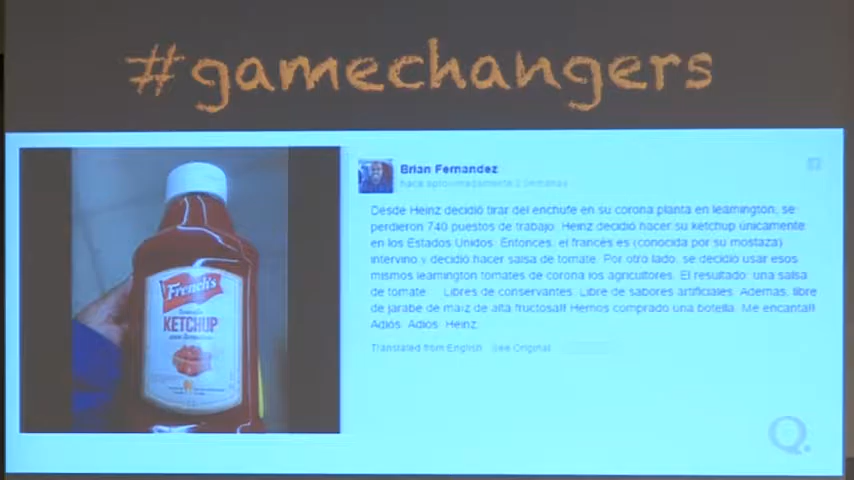 #gamechangers
Brian Fernandez
hace aproximadamente 2 semanas
Desde Heinz decidió tirar del enchufe en su corona planta en leamington, se
perdieron 740 puestos de trabajo. Heinz decidió hacer su ketchup únicamente
en los Estados Unidos. Entonces, el francés es (conocida por su mostaza)
intervino y decidió hacer salsa de tomate. Por otro lado, se decidió usar esos
mismos leamington tomates de corona los agricultores. El resultado: una salsa
de tomate. Libres de conservantes. Libre de sabores artificiales. Además, libre
de jarabe de maíz de alta fructosa!! Hemos comprado una botella. Me encanta!!
Adiós. Adiós. Heinz.
Translated from English See Original
French's
KETCHUP
Q.